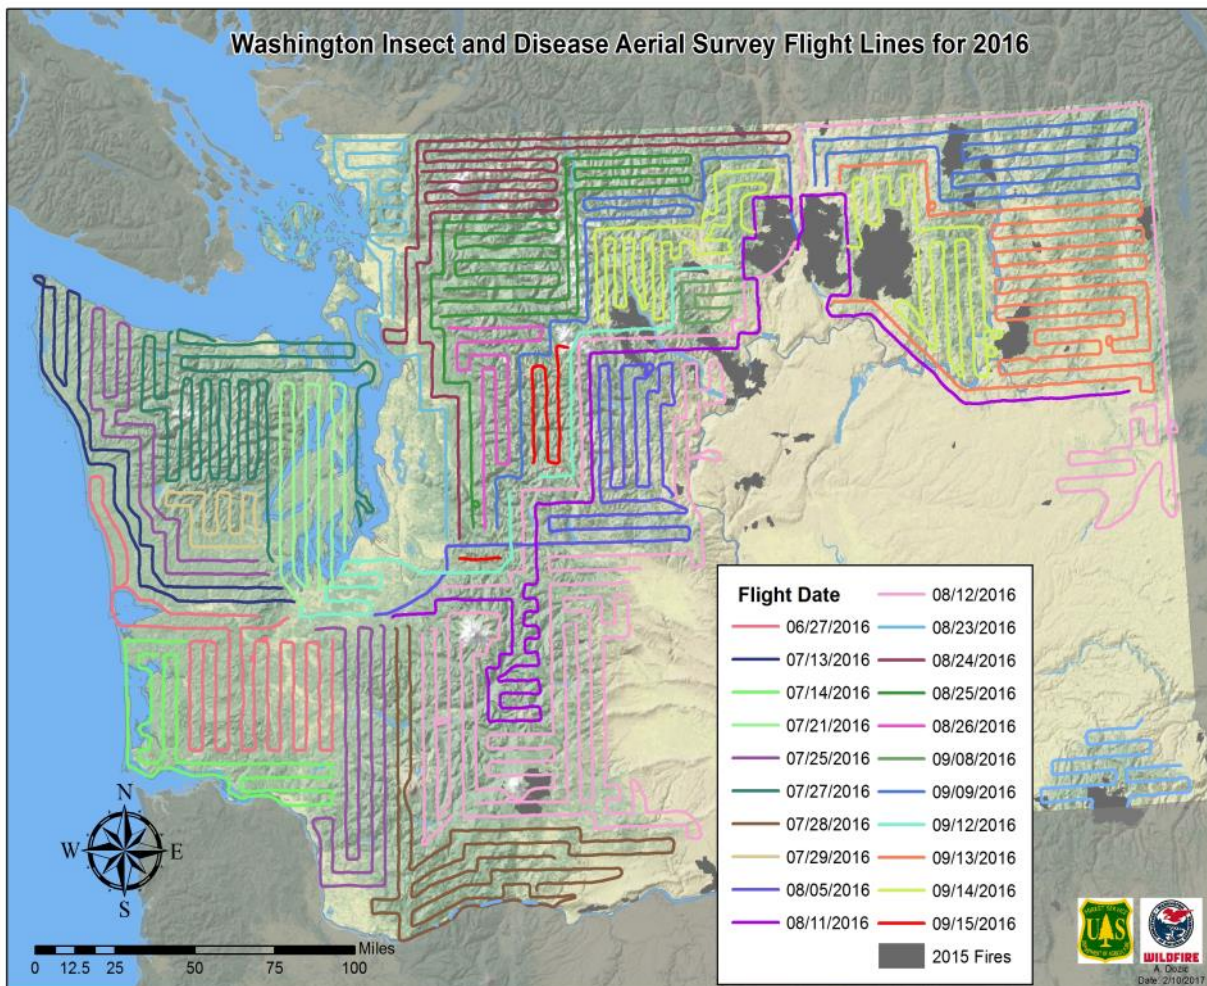 Washington Insect and Disease Aerial Survey Flight Lines for 2016
Flight Date
06/27/2016
07/13/2016
07/14/2016
07/21/2016
07/25/2016
07/27/2016
07/28/2016
07/29/2016
08/05/2016
08/11/2016
08/12/2016
08/23/2016
08/24/2016
08/25/2016
08/26/2016
09/08/2016
09/09/2016
09/12/2016
09/13/2016
09/14/2016
09/15/2016
2015 Fires
N
W
E
S
Miles
0 12.5 25 50 75 100
FOREST SERVICE
UAS
WILDFIRE
A. Dozic
Date: 2/10/2017